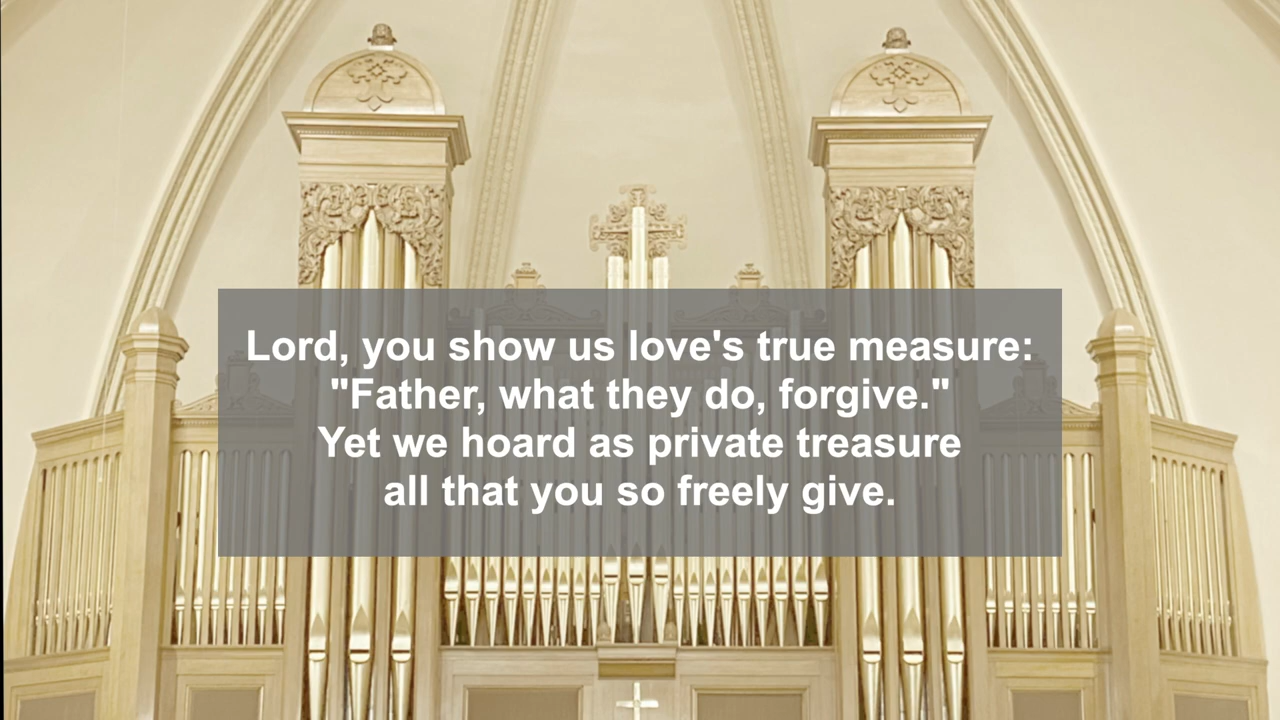 Lord, you show us love's true measure:
"Father, what they do, forgive."
Yet we hoard as private treasure
all that you so freely give.